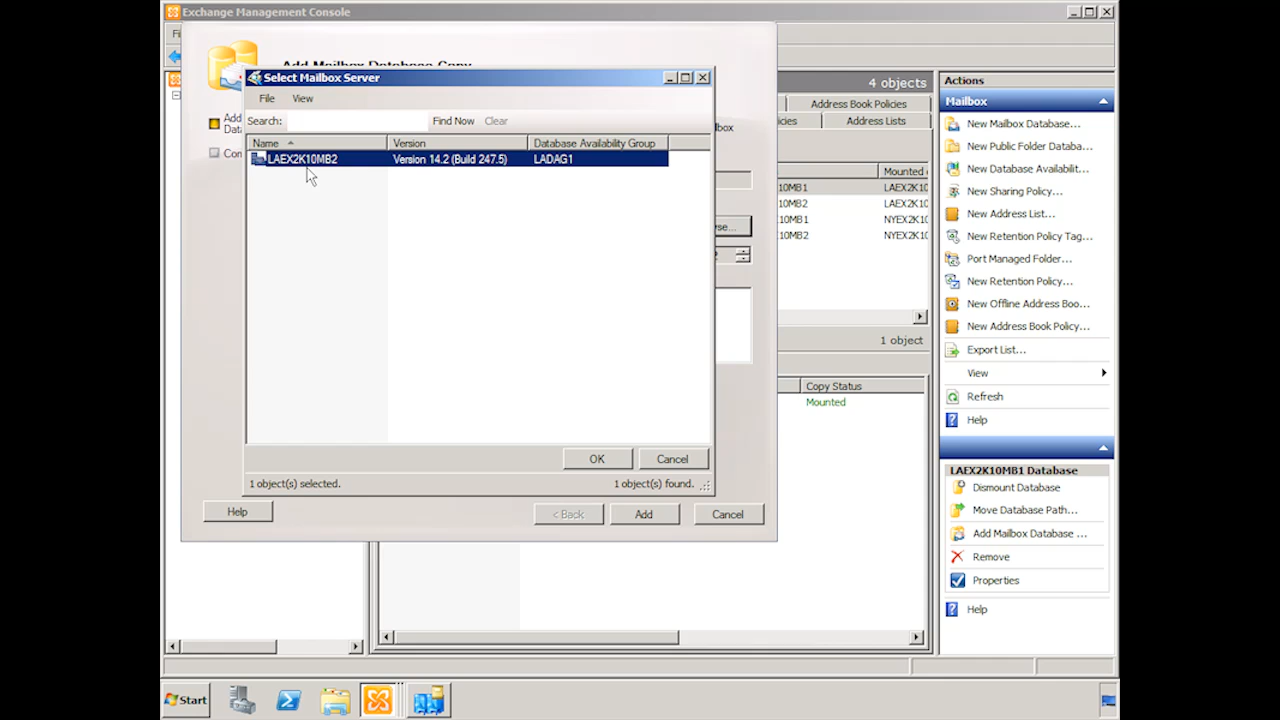 Exchange Management Console
Add Mailbox Database Copy
Select Mailbox Server
File View
Search: Find Now Clear
Name Version Database Availability Group
LAEX2K10MB2 Version 14.2 (Build 247.5) LADAG1
OK Cancel
1 object(s) selected. 1 object(s) found.
Help < Back Add Cancel
4 objects
Address Book Policies
Address Lists
Mounted
LAEX2K10
LAEX2K10
NYEX2K10
NYEX2K10
1 object
Copy Status
Mounted
Actions
Mailbox
New Mailbox Database...
New Public Folder Databa...
New Database Availabilit...
New Sharing Policy...
New Address List...
New Retention Policy Tag...
Port Managed Folder...
New Retention Policy...
New Offline Address Boo...
New Address Book Policy...
Export List...
View
Refresh
Help
LAEX2K10MB1 Database
Dismount Database
Move Database Path...
Add Mailbox Database ...
Remove
Properties
Help
Start